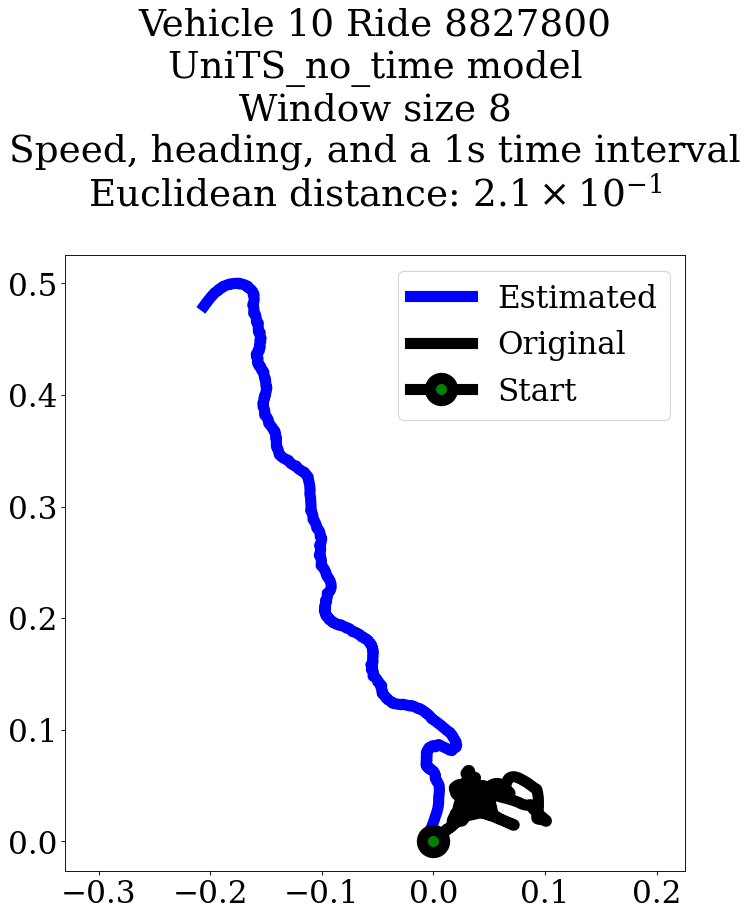 Vehicle 10 Ride 8827800
UniTS_no_time model
Window size 8
Speed, heading, and a 1s time interval
Euclidean distance: 2.1 × 10⁻¹
Estimated
Original
Start
0.5
0.4
0.3
0.2
0.1
0.0
−0.3 −0.2 −0.1 0.0 0.1 0.2